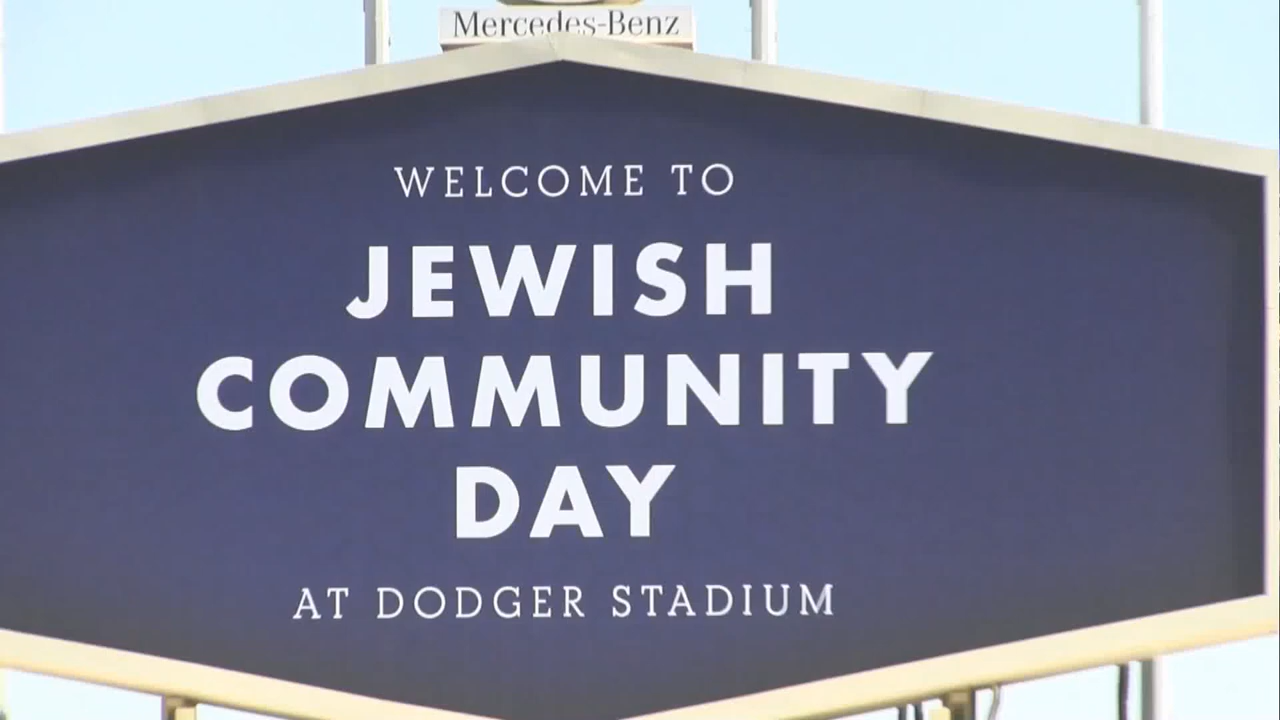 Mercedes-Benz
WELCOME TO
JEWISH
COMMUNITY
DAY
AT DODGER STADIUM